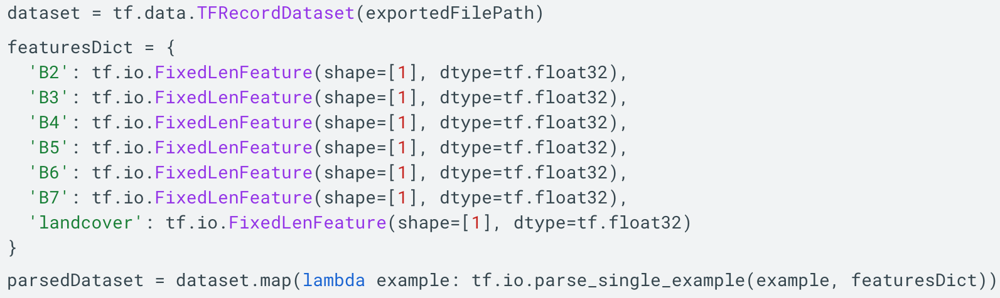 dataset = tf.data.TFRecordDataset(exportedFilePath)
featuresDict = {
  'B2': tf.io.FixedLenFeature(shape=[1], dtype=tf.float32),
  'B3': tf.io.FixedLenFeature(shape=[1], dtype=tf.float32),
  'B4': tf.io.FixedLenFeature(shape=[1], dtype=tf.float32),
  'B5': tf.io.FixedLenFeature(shape=[1], dtype=tf.float32),
  'B6': tf.io.FixedLenFeature(shape=[1], dtype=tf.float32),
  'B7': tf.io.FixedLenFeature(shape=[1], dtype=tf.float32),
  'landcover': tf.io.FixedLenFeature(shape=[1], dtype=tf.float32)
}
parsedDataset = dataset.map(lambda example: tf.io.parse_single_example(example, featuresDict))